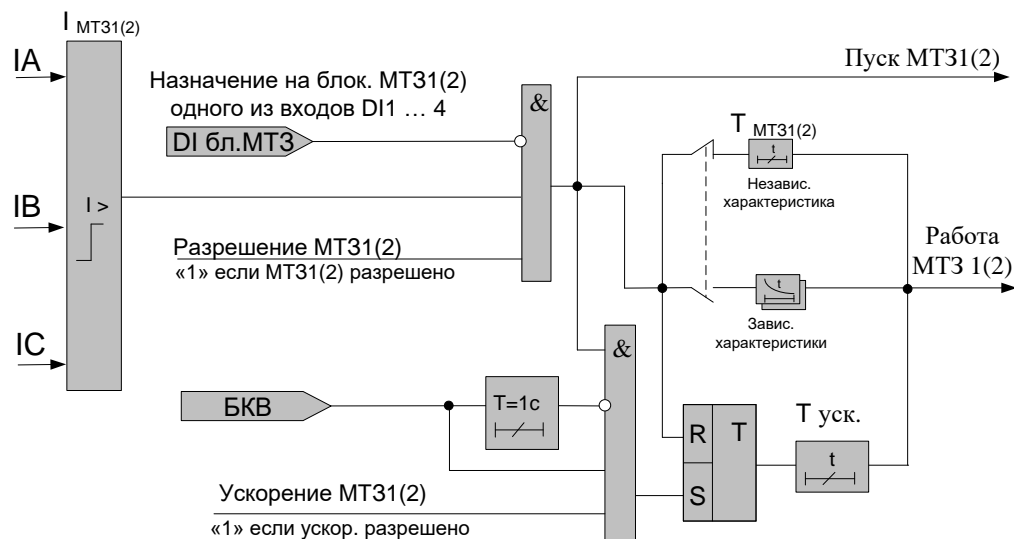 I МТЗ1(2)
IA
IB
IC
I >
Назначение на блок. МТЗ1(2)
одного из входов DI1 ... 4
DI бл.МТЗ
&
Пуск МТЗ1(2)
T МТЗ1(2)
t
Независ.
характеристика
Разрешение МТЗ1(2)
«1» если МТЗ1(2) разрешено
Работа
МТЗ 1(2)
t
Завис.
характеристики
&
БКВ
T=1c
R
T
S
T уск.
t
Ускорение МТЗ1(2)
«1» если ускор. разрешено